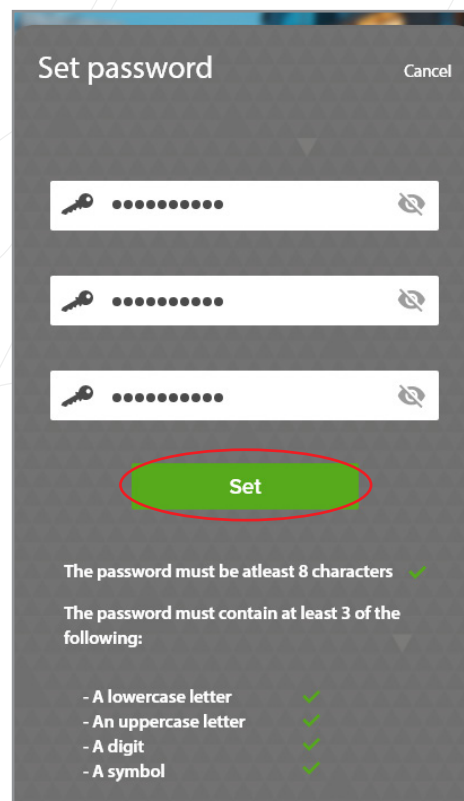 Set password
Cancel
••••••••••
••••••••••
••••••••••
Set
The password must be atleast 8 characters
The password must contain at least 3 of the
following:
- A lowercase letter
- An uppercase letter
- A digit
- A symbol